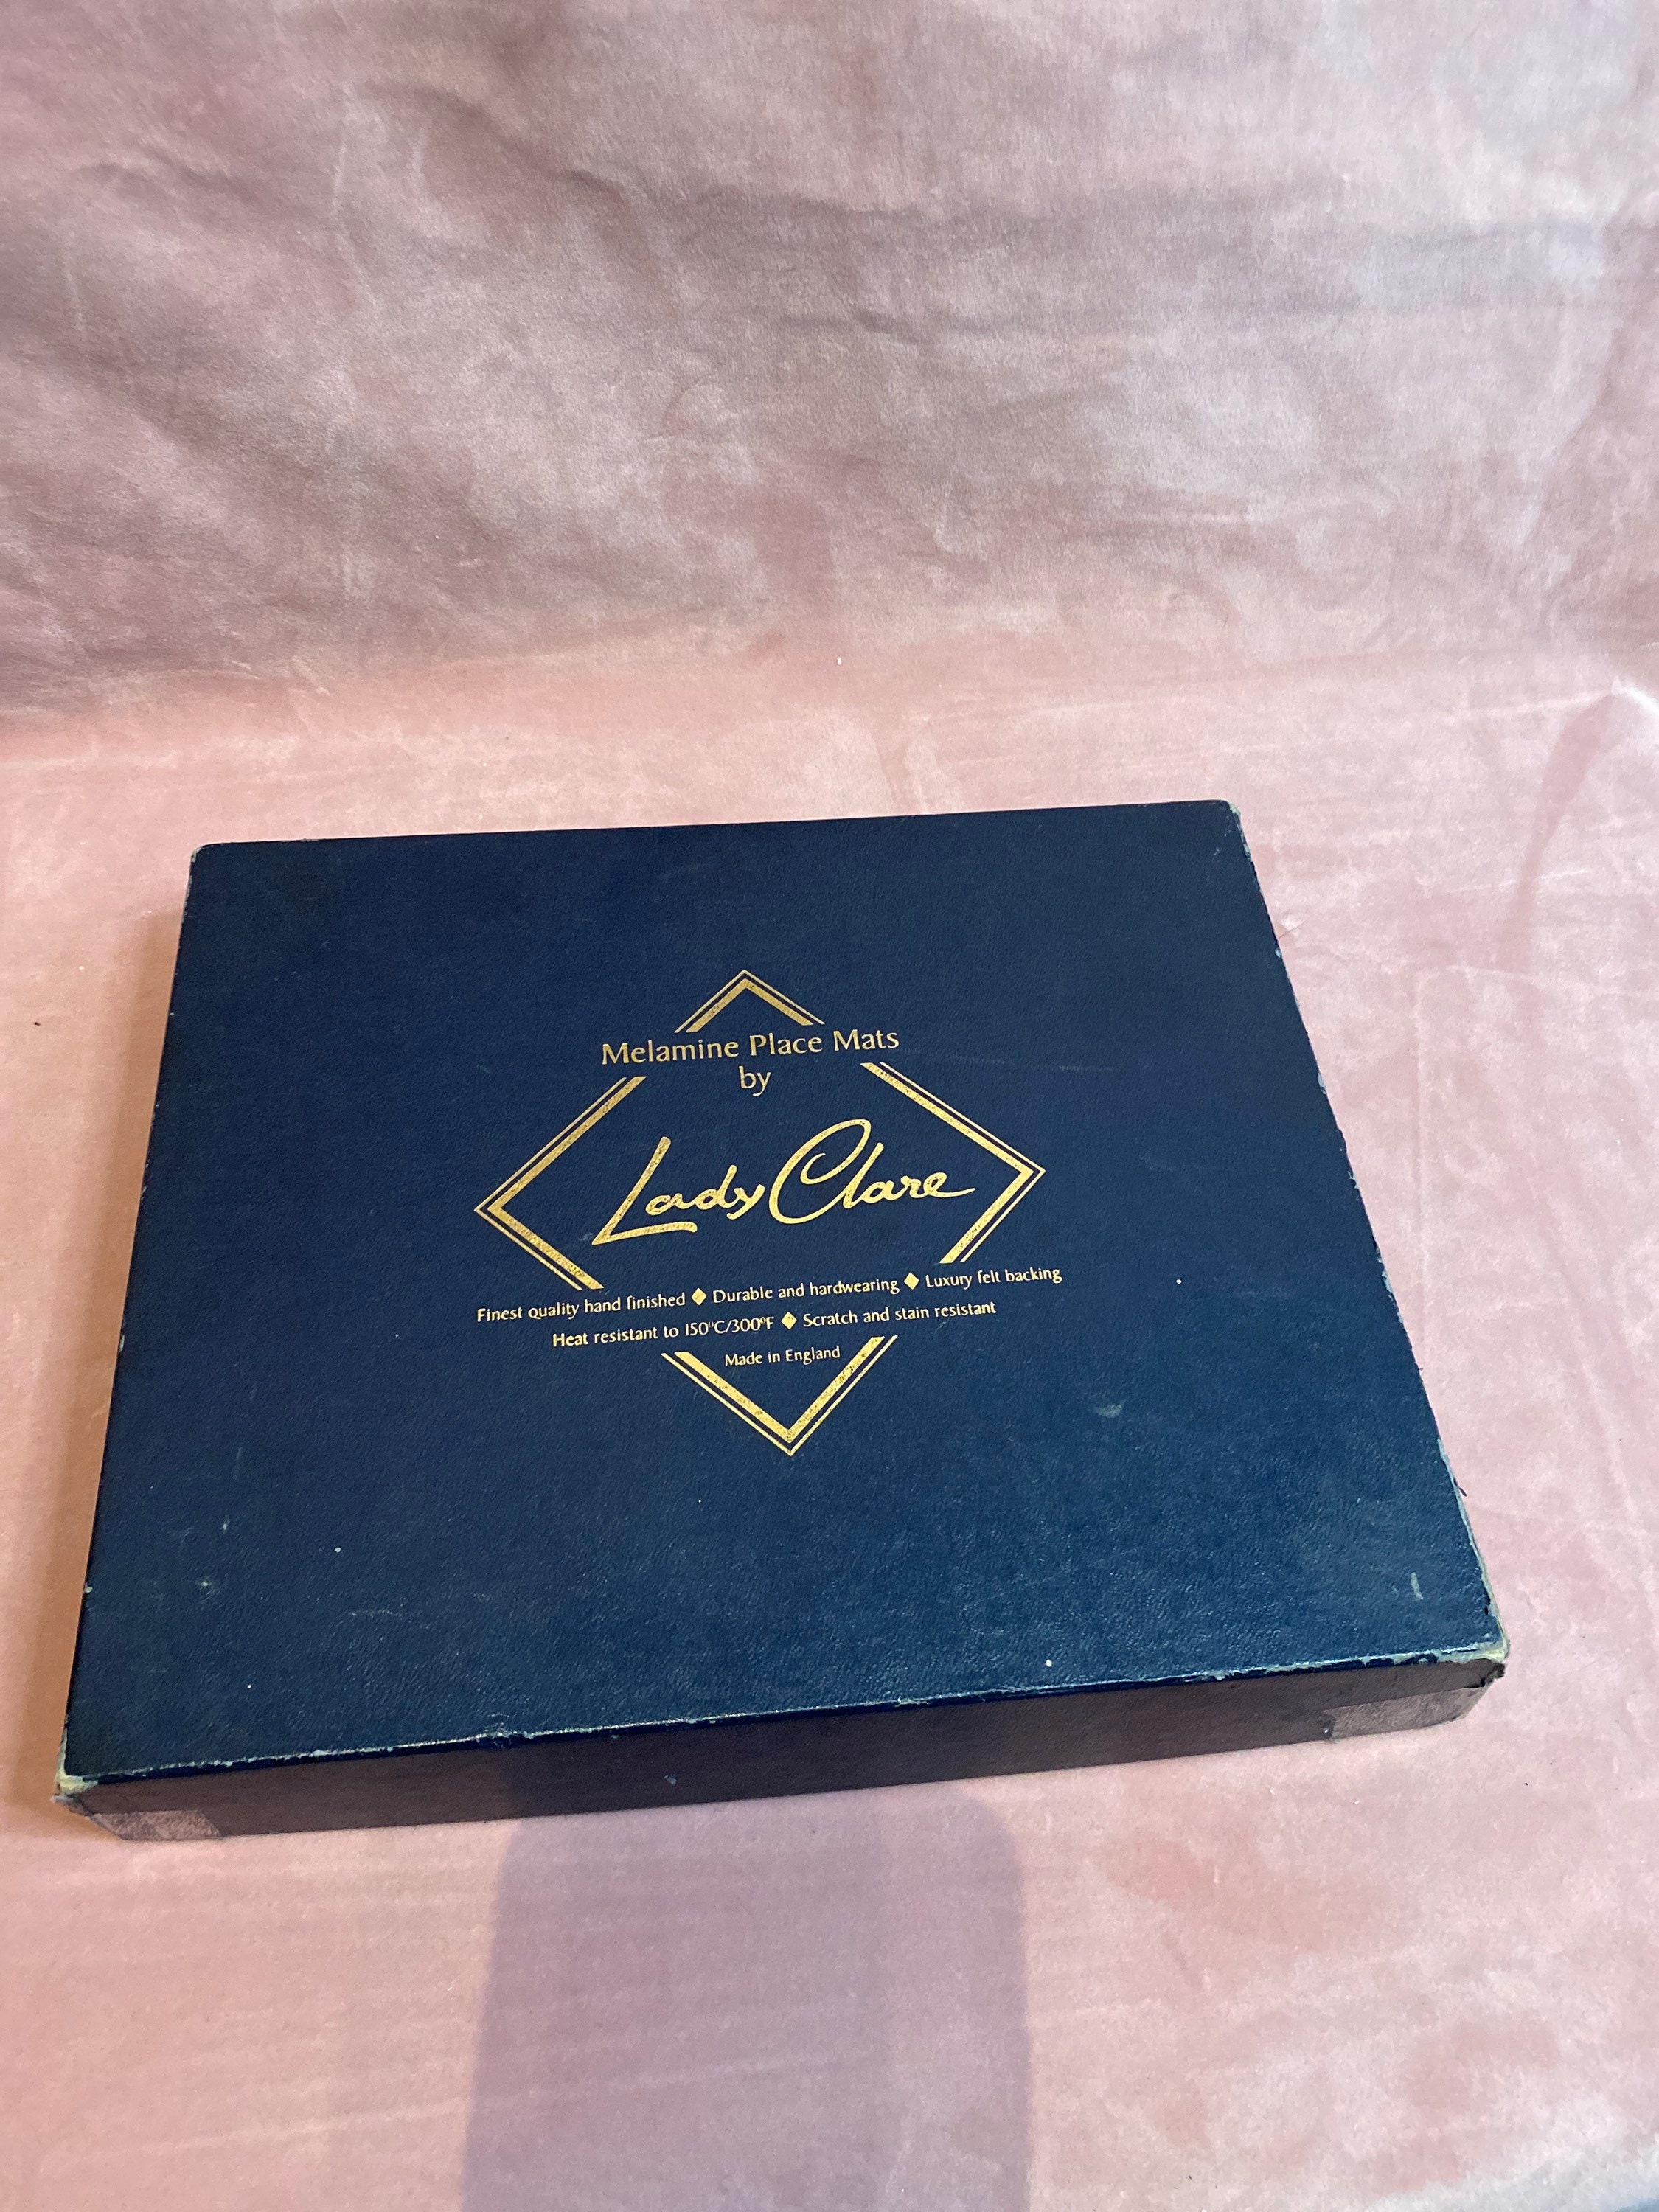 Melamine Place Mats
by
Lady Clare
Finest quality hand finished ◆ Durable and hardwearing ◆ Luxury felt backing
Heat resistant to 150°C/300°F ◆ Scratch and stain resistant
Made in England